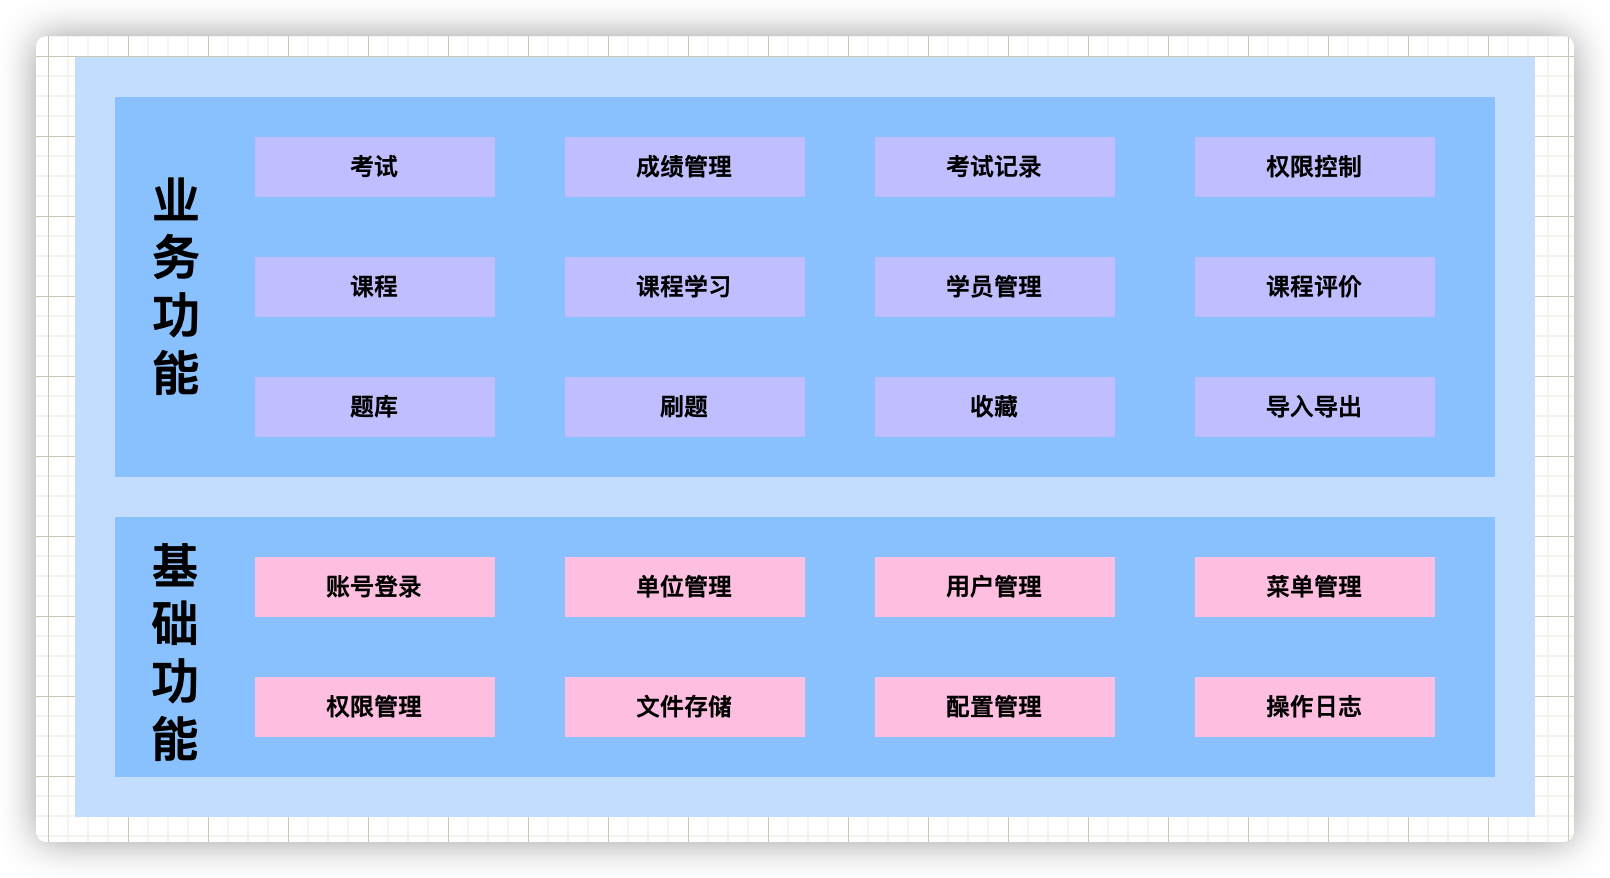 业务功能
考试
成绩管理
考试记录
权限控制
课程
课程学习
学员管理
课程评价
题库
刷题
收藏
导入导出
基础功能
账号登录
单位管理
用户管理
菜单管理
权限管理
文件存储
配置管理
操作日志